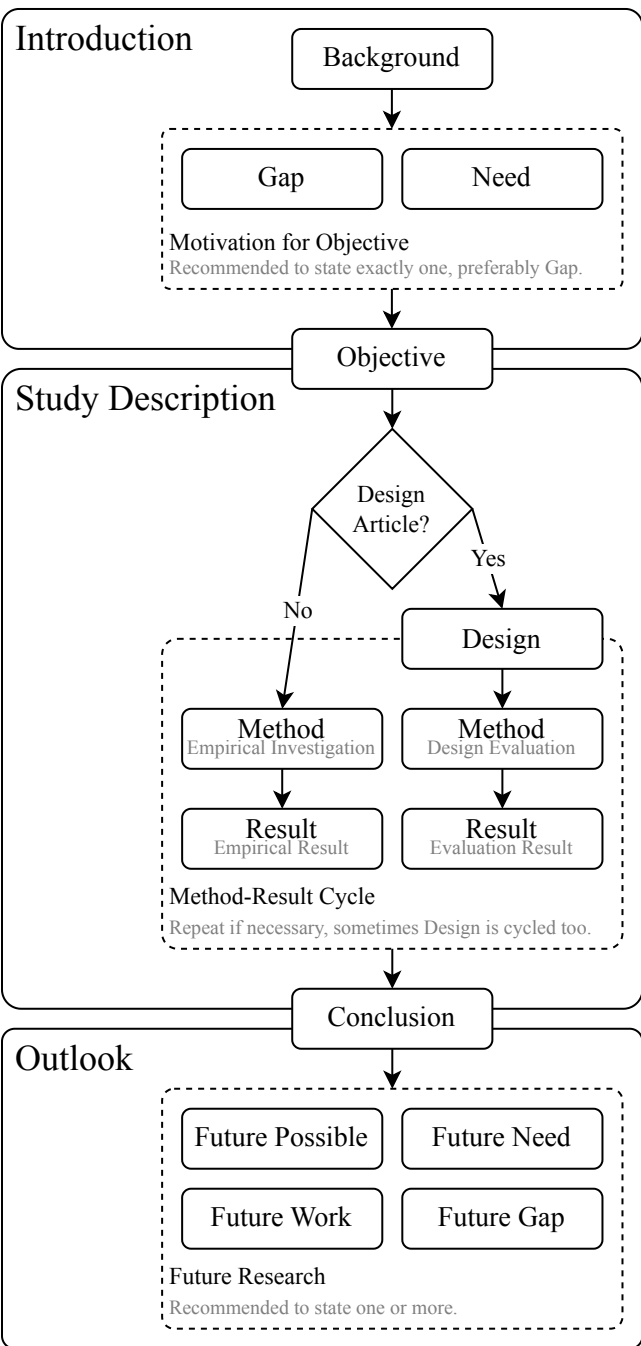 Introduction
Background
Gap
Need
Motivation for Objective
Recommended to state exactly one, preferably Gap.
Objective
Study Description
Design
Article?
Yes
No
Design
Method
Empirical Investigation
Method
Design Evaluation
Result
Empirical Result
Result
Evaluation Result
Method-Result Cycle
Repeat if necessary, sometimes Design is cycled too.
Conclusion
Outlook
Future Possible
Future Need
Future Work
Future Gap
Future Research
Recommended to state one or more.